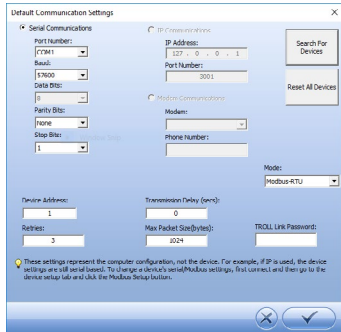 Default Communication Settings
Serial Communications
Port Number:
COM1
Baud:
57600
Data Bits:
8
Parity Bits:
None
Stop Bits:
1
IP Communications
IP Address:
127 . 0 . 0 . 1
Port Number:
3001
Modem Communications
Modem:
Phone Number:
Search For
Devices
Reset All Devices
Mode:
Modbus-RTU
Device Address:
1
Transmission Delay (secs):
0
Retries:
3
Max Packet Size(bytes):
1024
TROLL Link Password:
These settings represent the computer configuration, not the device. For example, if IP is used, the device
settings are still serial based. To change a device's serial/Modbus settings, first connect and then go to the
device setup tab and click the Modbus Setup button.